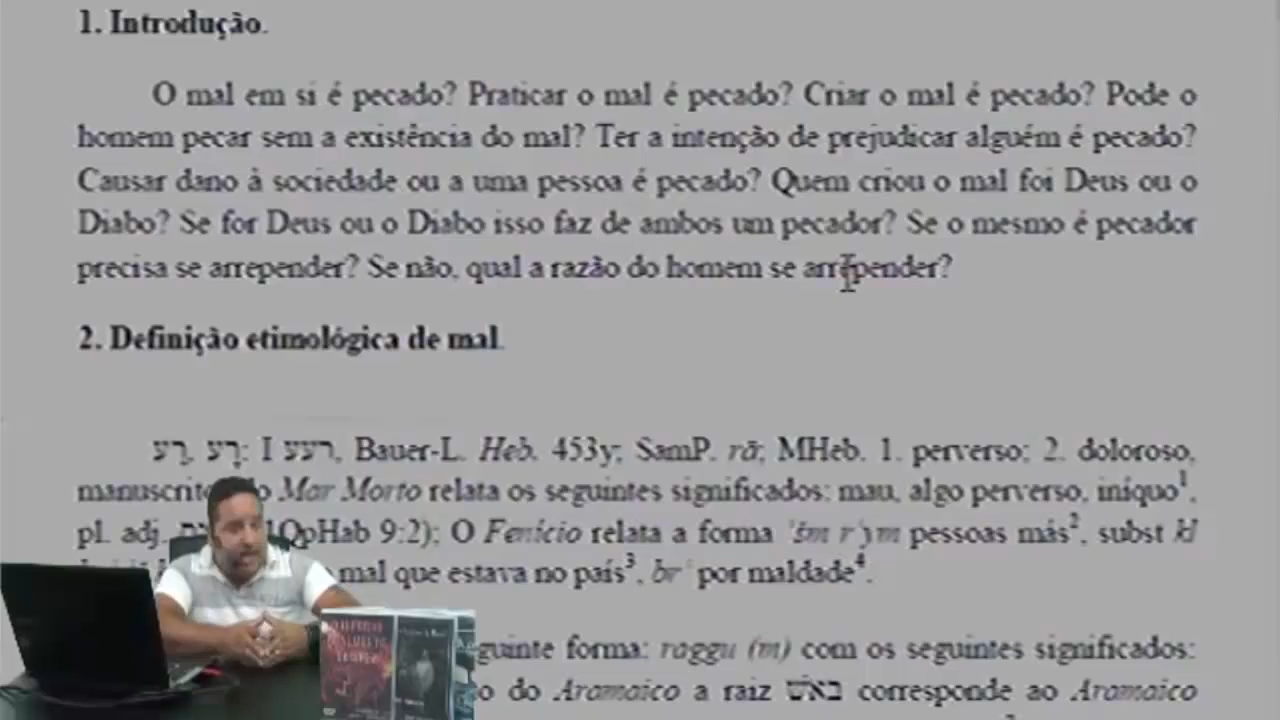 1. Introdução.
O mal em si é pecado? Praticar o mal é pecado? Criar o mal é pecado? Pode o
homem pecar sem a existência do mal? Ter a intenção de prejudicar alguém é pecado?
Causar dano à sociedade ou a uma pessoa é pecado? Quem criou o mal foi Deus ou o
Diabo? Se for Deus ou o Diabo isso faz de ambos um pecador? Se o mesmo é pecador
precisa se arrepender? Se não, qual a razão do homem se arrepender?
2. Definição etimológica de mal.
רַע, רָע: I רעע, Bauer-L. Heb. 453y; SamP. rā; MHeb. 1. perverso; 2. doloroso,
Mar Morto relata os seguintes significados: mau, algo perverso, iníquo¹,
pl. adj. QpHab 9:2); O Fenício relata a forma pessoas más², subst kl
mal que estava no país³, br' por maldade⁴.
guinte forma: raggu (m) com os seguintes significados:
o do Aramaico a raiz באשׁ corresponde ao Aramaico